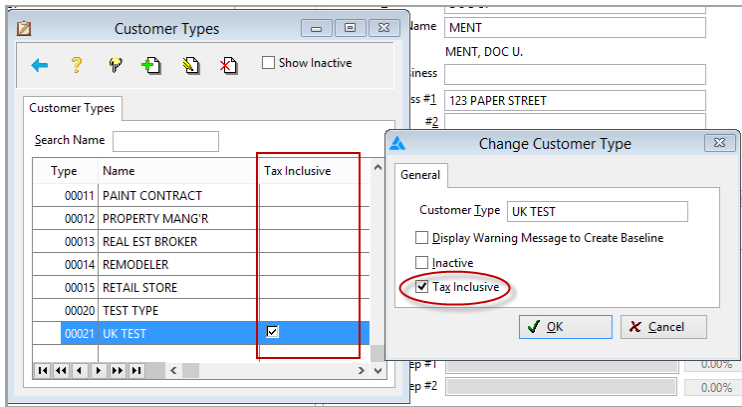 Customer Types
Show Inactive
Customer Types
Search Name
Type Name Tax Inclusive
00011 PAINT CONTRACT
00012 PROPERTY MANG'R
00013 REAL EST BROKER
00014 REMODELER
00015 RETAIL STORE
00020 TEST TYPE
00021 UK TEST
Name MENT
MENT, DOC U.
iness
ss #1 123 PAPER STREET
#2
Change Customer Type
General
Customer Type UK TEST
Display Warning Message to Create Baseline
Inactive
Tax Inclusive
OK Cancel
ep #1 0.00%
ep #2 0.00%